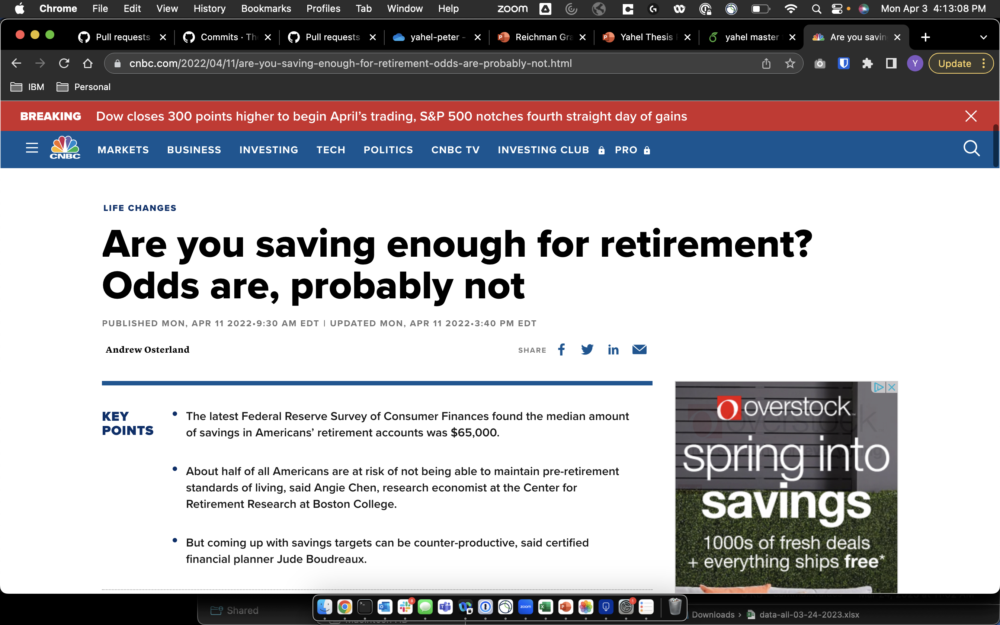 Chrome File Edit View History Bookmarks Profiles Tab Window Help zoom Mon Apr 3 4:13:08 PM
Pull requests Commits · Th Pull requests yahel-peter - Reichman Gra Yahel Thesis yahel master Are you savin
cnbc.com/2022/04/11/are-you-saving-enough-for-retirement-odds-are-probably-not.html Y Update
IBM Personal
BREAKING Dow closes 300 points higher to begin April’s trading, S&P 500 notches fourth straight day of gains
CNBC MARKETS BUSINESS INVESTING TECH POLITICS CNBC TV INVESTING CLUB PRO
LIFE CHANGES
Are you saving enough for retirement?
Odds are, probably not
PUBLISHED MON, APR 11 2022•9:30 AM EDT | UPDATED MON, APR 11 2022•3:40 PM EDT
Andrew Osterland
SHARE
KEY
POINTS
• The latest Federal Reserve Survey of Consumer Finances found the median amount
of savings in Americans’ retirement accounts was $65,000.
• About half of all Americans are at risk of not being able to maintain pre-retirement
standards of living, said Angie Chen, research economist at the Center for
Retirement Research at Boston College.
• But coming up with savings targets can be counter-productive, said certified
financial planner Jude Boudreaux.
overstock™
spring into
savings
1000s of fresh deals
+ everything ships free*
Shared
8
zoom
1
Downloads › data-all-03-24-2023.xlsx